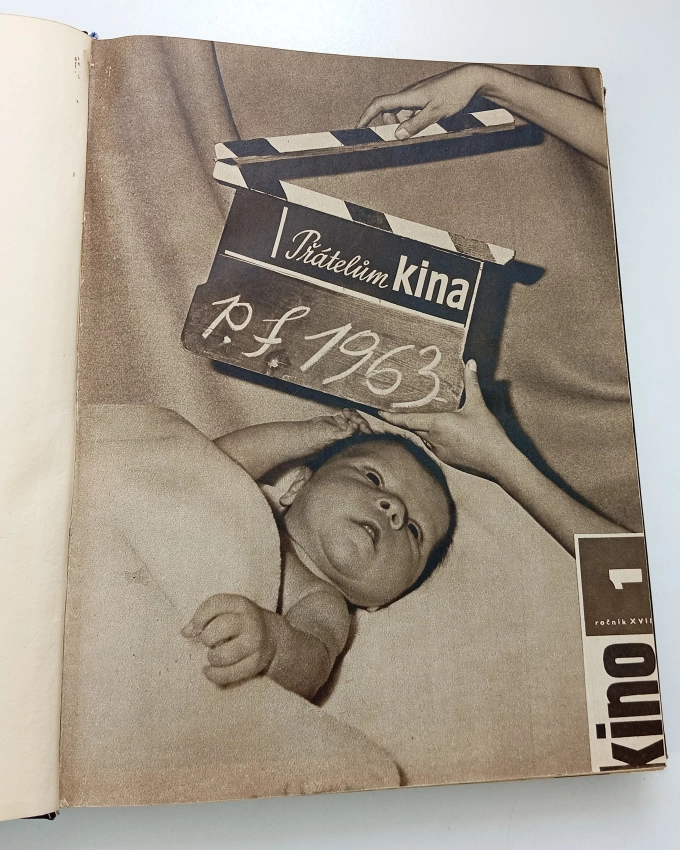 Přátelům kina
p.f. 1963
1
ročník XVII
kino